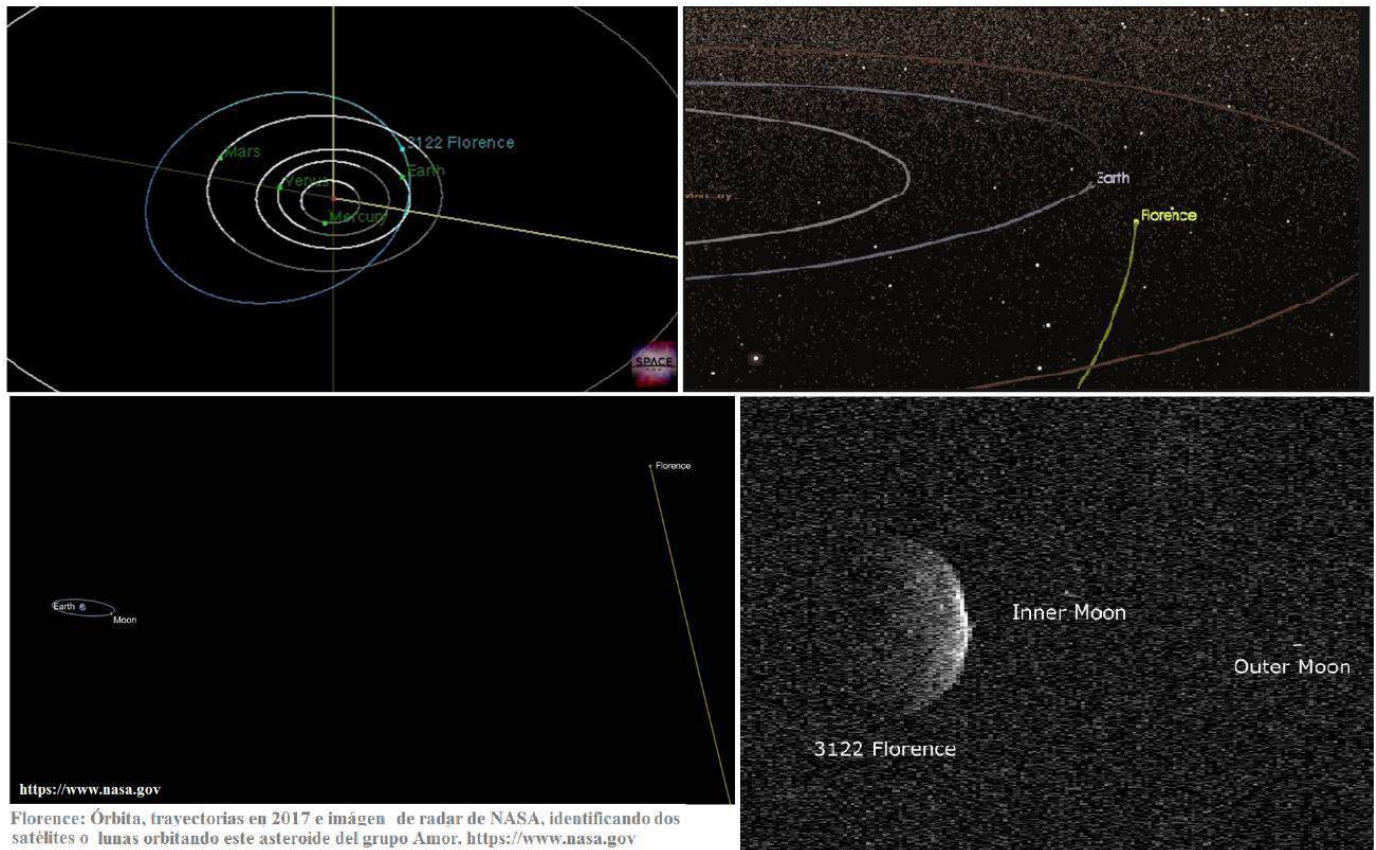 3122 Florence
Mars
Earth
Venus
Mercury
SPACE
Earth
Florence
Florence
Earth
Moon
https://www.nasa.gov
Inner Moon
Outer Moon
3122 Florence
Florence: Órbita, trayectorias en 2017 e imágen de radar de NASA, identificando dos
satélites o lunas orbitando este asteroide del grupo Amor. https://www.nasa.gov